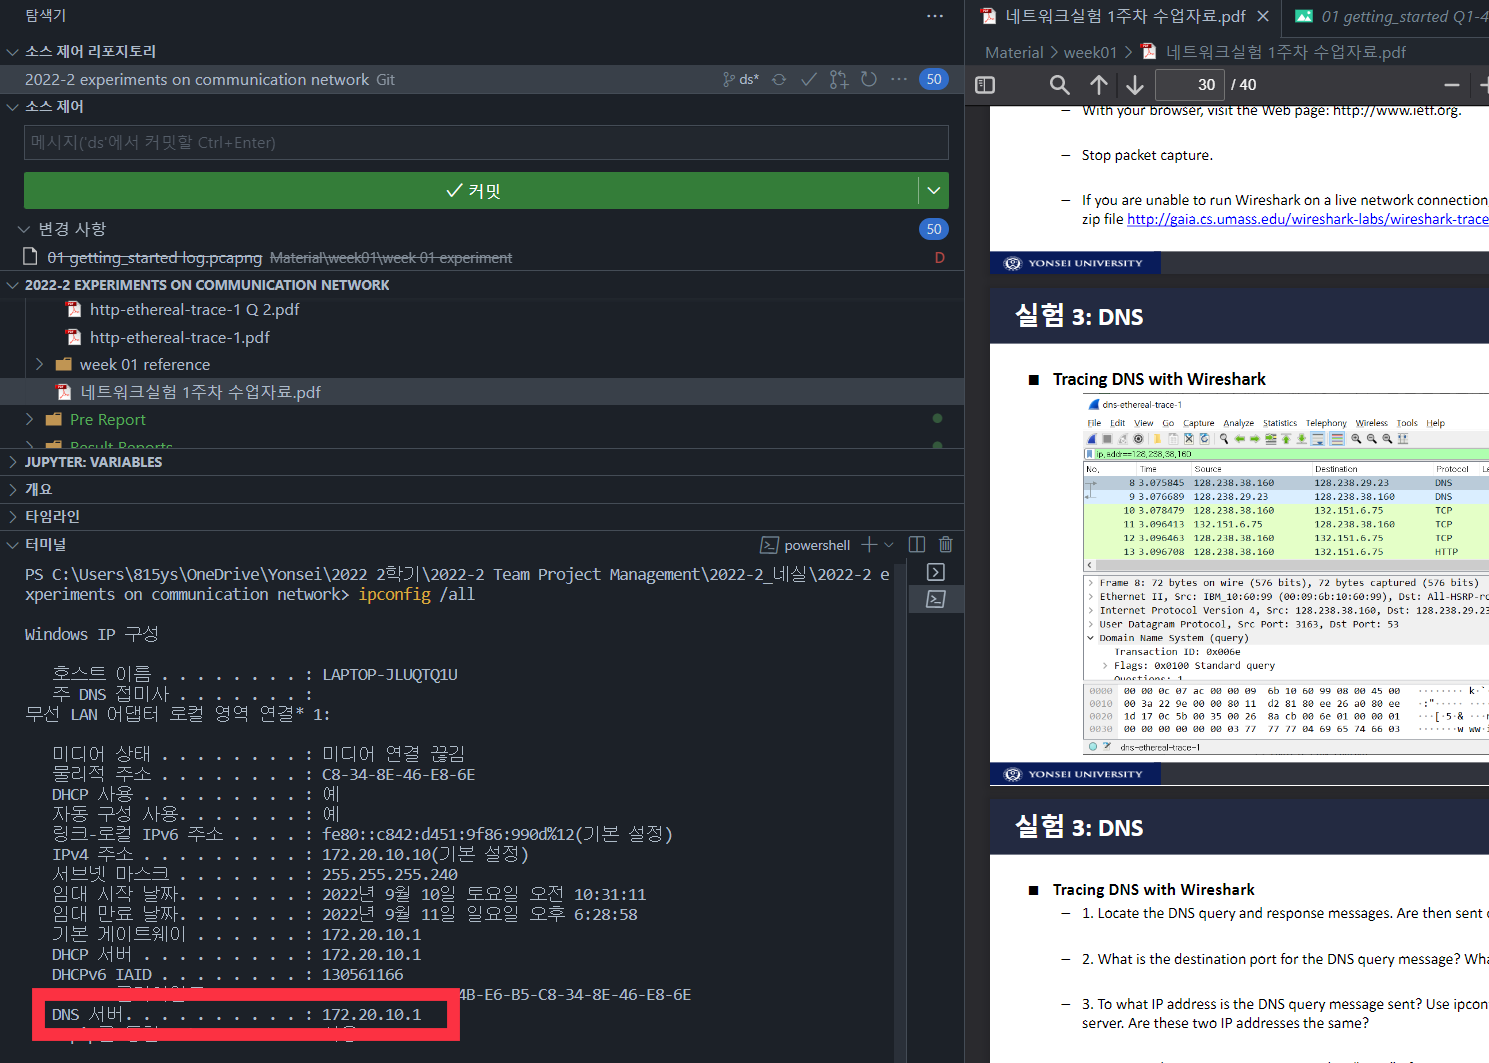 탐색기
소스 제어 리포지토리
2022-2 experiments on communication network Git ds* 50
소스 제어
메시지('ds'에서 커밋할 Ctrl+Enter)
커밋
변경 사항 50
01 getting_started log.pcapng Material\week01\week 01 experiment D
2022-2 EXPERIMENTS ON COMMUNICATION NETWORK
http-ethereal-trace-1 Q 2.pdf
http-ethereal-trace-1.pdf
week 01 reference
네트워크실험 1주차 수업자료.pdf
Pre Report
Result Reports
JUPYTER: VARIABLES
개요
타임라인
터미널 powershell
PS C:\Users\815ys\OneDrive\Yonsei\2022 2학기\2022-2 Team Project Management\2022-2_네실\2022-2 e
xperiments on communication network> ipconfig /all
Windows IP 구성
호스트 이름 . . . . . . . . : LAPTOP-JLUQTQ1U
주 DNS 접미사 . . . . . . . :
무선 LAN 어댑터 로컬 영역 연결* 1:
미디어 상태 . . . . . . . . : 미디어 연결 끊김
물리적 주소 . . . . . . . . : C8-34-8E-46-E8-6E
DHCP 사용 . . . . . . . . . : 예
자동 구성 사용. . . . . . . : 예
링크-로컬 IPv6 주소 . . . . : fe80::c842:d451:9f86:990d%12(기본 설정)
IPv4 주소 . . . . . . . . . : 172.20.10.10(기본 설정)
서브넷 마스크 . . . . . . . : 255.255.255.240
임대 시작 날짜. . . . . . . : 2022년 9월 10일 토요일 오전 10:31:11
임대 만료 날짜. . . . . . . : 2022년 9월 11일 일요일 오후 6:28:58
기본 게이트웨이 . . . . . . : 172.20.10.1
DHCP 서버 . . . . . . . . . : 172.20.10.1
DHCPv6 IAID . . . . . . . . : 130561166
4B-E6-B5-C8-34-8E-46-E8-6E
DNS 서버. . . . . . . . . . : 172.20.10.1
네트워크실험 1주차 수업자료.pdf 01 getting_started Q1-4
Material > week01 > 네트워크실험 1주차 수업자료.pdf
30 / 40
– With your browser, visit the Web page: http://www.ietf.org.
– Stop packet capture.
– If you are unable to run Wireshark on a live network connection,
zip file http://gaia.cs.umass.edu/wireshark-labs/wireshark-trace
YONSEI UNIVERSITY
실험 3: DNS
■ Tracing DNS with Wireshark
dns-ethereal-trace-1
File Edit View Go Capture Analyze Statistics Telephony Wireless Tools Help
ip.addr==128.238.38.160
No. Time Source Destination Protocol
8 3.075845 128.238.38.160 128.238.29.23 DNS
9 3.076689 128.238.29.23 128.238.38.160 DNS
10 3.078479 128.238.38.160 132.151.6.75 TCP
11 3.096413 132.151.6.75 128.238.38.160 TCP
12 3.096463 128.238.38.160 132.151.6.75 TCP
13 3.096708 128.238.38.160 132.151.6.75 HTTP
Frame 8: 72 bytes on wire (576 bits), 72 bytes captured (576 bits)
Ethernet II, Src: IBM_10:60:99 (00:09:6b:10:60:99), Dst: All-HSRP-ro
Internet Protocol Version 4, Src: 128.238.38.160, Dst: 128.238.29.23
User Datagram Protocol, Src Port: 3163, Dst Port: 53
Domain Name System (query)
Transaction ID: 0x006e
Flags: 0x0100 Standard query
Questions: 1
0000 00 00 0c 07 ac 00 00 09 6b 10 60 99 08 00 45 00 ········ k·`·
0010 00 3a 22 9e 00 00 80 11 d2 81 80 ee 26 a0 80 ee ·:"·····
0020 1d 17 0c 5b 00 35 00 26 8a cb 00 6e 01 00 00 01 ···[·5·&
0030 00 00 00 00 00 00 03 77 77 77 04 69 65 74 66 03 ·······w ww·i
dns-ethereal-trace-1
YONSEI UNIVERSITY
실험 3: DNS
■ Tracing DNS with Wireshark
– 1. Locate the DNS query and response messages. Are then sent
– 2. What is the destination port for the DNS query message? Wha
– 3. To what IP address is the DNS query message sent? Use ipcon
server. Are these two IP addresses the same?